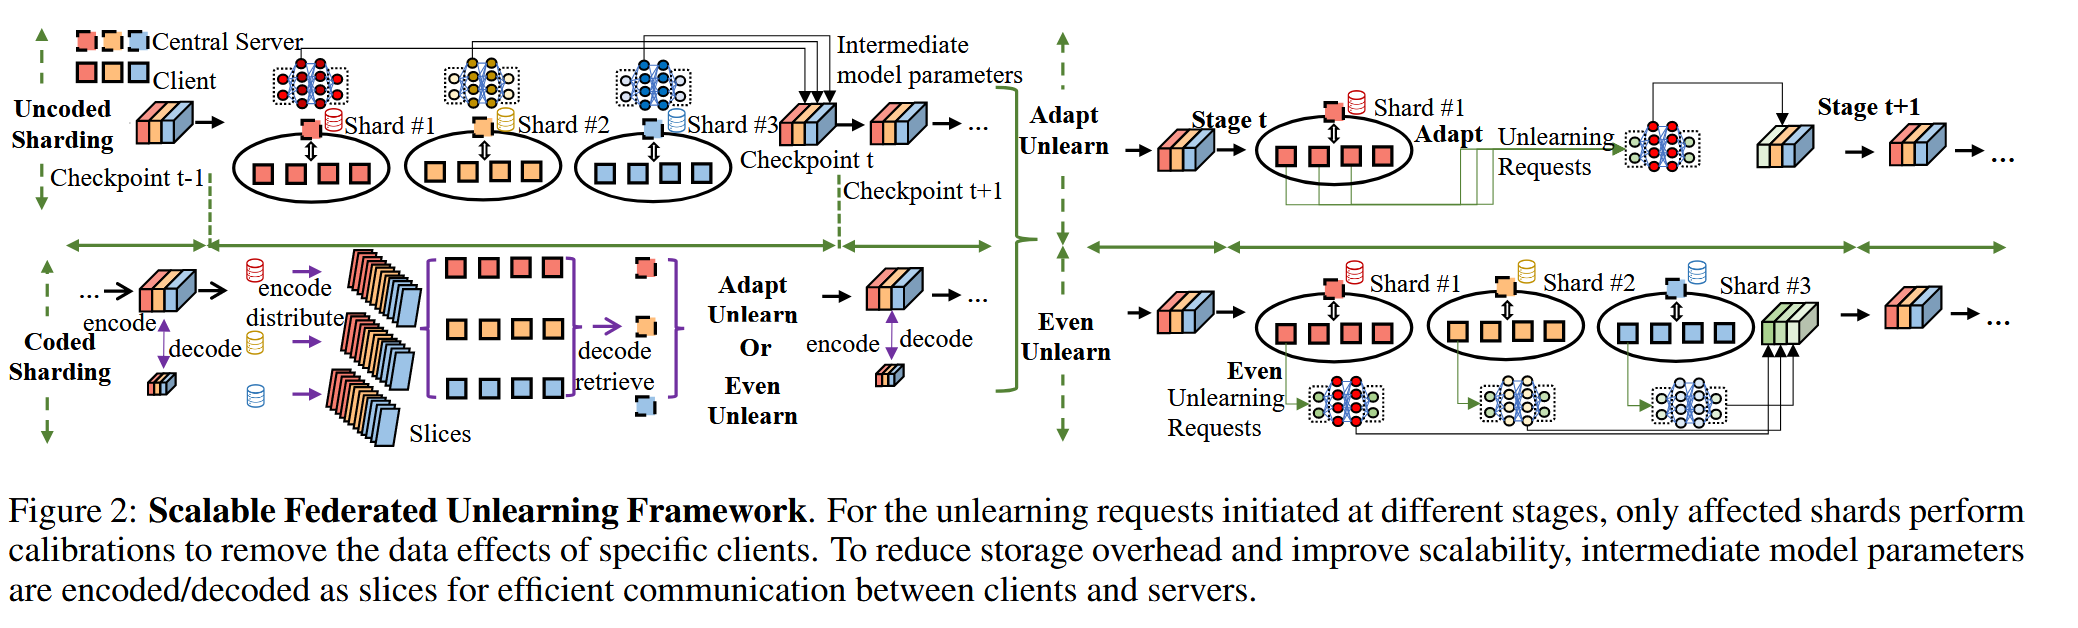 Central Server
Client
Uncoded
Sharding
Checkpoint t-1
Shard #1
Shard #2
Shard #3
Intermediate
model parameters
Checkpoint t
...
Checkpoint t+1
Coded
Sharding
...
encode
decode
encode
distribute
Slices
decode
retrieve
Adapt
Unlearn
Or
Even
Unlearn
encode
decode
...
Adapt
Unlearn
Stage t
Shard #1
Adapt
Unlearning
Requests
Stage t+1
...
Even
Unlearn
Shard #1
Shard #2
Shard #3
Even
Unlearning
Requests
...
Figure 2: Scalable Federated Unlearning Framework. For the unlearning requests initiated at different stages, only affected shards perform
calibrations to remove the data effects of specific clients. To reduce storage overhead and improve scalability, intermediate model parameters
are encoded/decoded as slices for efficient communication between clients and servers.